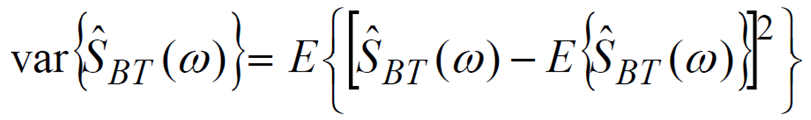 var{Ŝ_BT(ω)}= E{[Ŝ_BT(ω) − E{Ŝ_BT(ω)}]²}